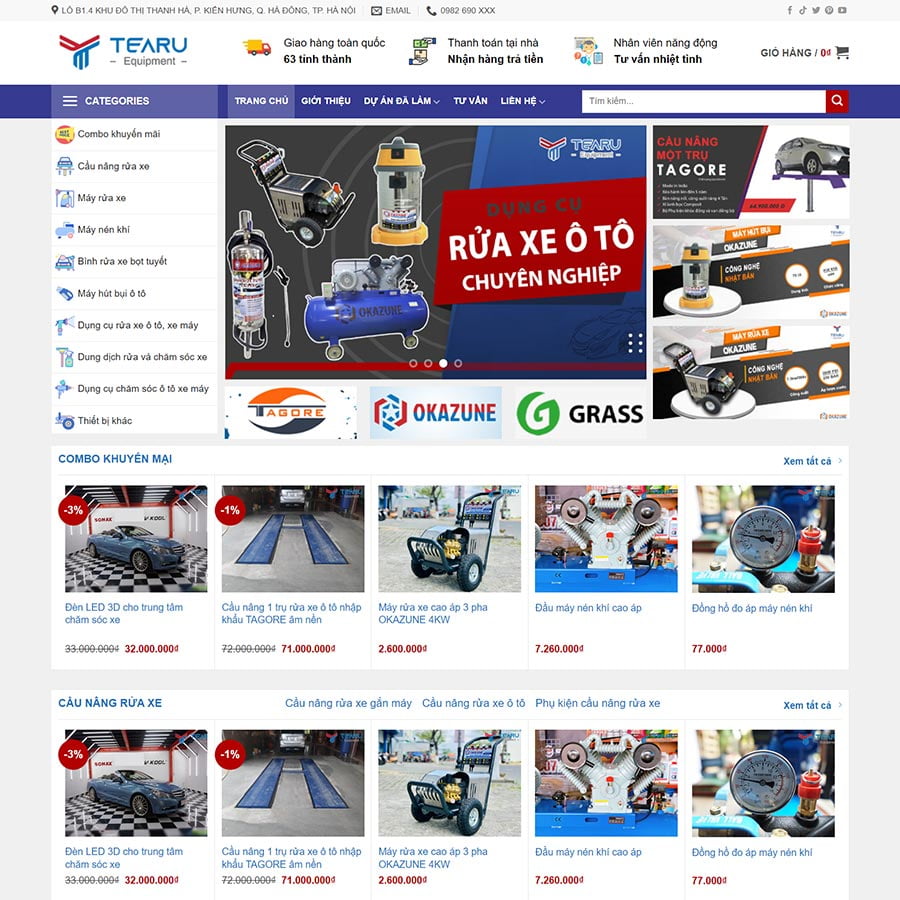 LÔ B1.4 KHU ĐÔ THỊ THANH HÀ, P. KIẾN HƯNG, Q. HÀ ĐÔNG, TP. HÀ NỘI
EMAIL
0982 690 XXX
TEARU
Equipment
Giao hàng toàn quốc
63 tỉnh thành
Thanh toán tại nhà
Nhận hàng trả tiền
Nhân viên năng động
Tư vấn nhiệt tình
GIỎ HÀNG / 0₫
CATEGORIES
TRANG CHỦ
GIỚI THIỆU
DỰ ÁN ĐÃ LÀM
TƯ VẤN
LIÊN HỆ
Tìm kiếm...
Combo khuyến mãi
Cầu nâng rửa xe
Máy rửa xe
Máy nén khí
Bình rửa xe bọt tuyết
Máy hút bụi ô tô
Dụng cụ rửa xe ô tô, xe máy
Dung dịch rửa và chăm sóc xe
Dụng cụ chăm sóc ô tô xe máy
Thiết bị khác
TEARU
Equipment
DỤNG CỤ
RỬA XE Ô TÔ
CHUYÊN NGHIỆP
OKAZUNE
CẦU NÂNG
MỘT TRỤ
TAGORE
64.900.000 Đ
MÁY HÚT BỤI
OKAZUNE
CÔNG NGHỆ
NHẬT BẢN
OKAZUNE
MÁY RỬA XE
OKAZUNE
CÔNG NGHỆ
NHẬT BẢN
OKAZUNE
TAGORE
OKAZUNE
GRASS
COMBO KHUYẾN MẠI
Xem tất cả
-3%
-1%
Đèn LED 3D cho trung tâm
chăm sóc xe
33.000.000₫ 32.000.000₫
Cầu nâng 1 trụ rửa xe ô tô nhập
khẩu TAGORE âm nền
72.000.000₫ 71.000.000₫
Máy rửa xe cao áp 3 pha
OKAZUNE 4KW
2.600.000₫
Đầu máy nén khí cao áp
7.260.000₫
Đồng hồ đo áp máy nén khí
77.000₫
CẦU NÂNG RỬA XE
Cầu nâng rửa xe gắn máy
Cầu nâng rửa xe ô tô
Phụ kiện cầu nâng rửa xe
Xem tất cả
-3%
-1%
Đèn LED 3D cho trung tâm
chăm sóc xe
33.000.000₫ 32.000.000₫
Cầu nâng 1 trụ rửa xe ô tô nhập
khẩu TAGORE âm nền
72.000.000₫ 71.000.000₫
Máy rửa xe cao áp 3 pha
OKAZUNE 4KW
2.600.000₫
Đầu máy nén khí cao áp
7.260.000₫
Đồng hồ đo áp máy nén khí
77.000₫